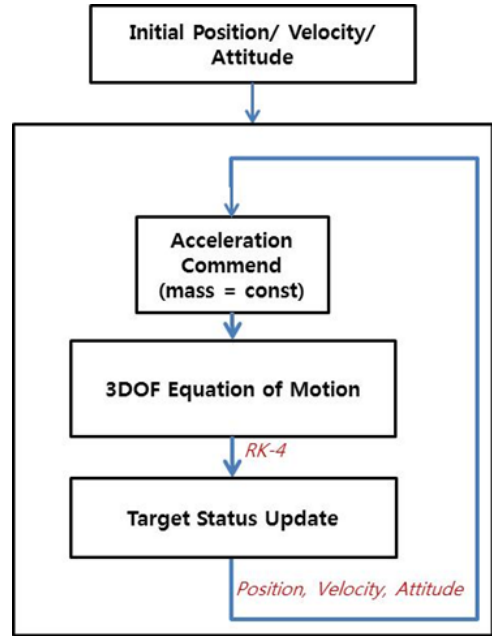 Initial Position/ Velocity/
Attitude
Acceleration
Commend
(mass = const)
3DOF Equation of Motion
RK-4
Target Status Update
Position, Velocity, Attitude